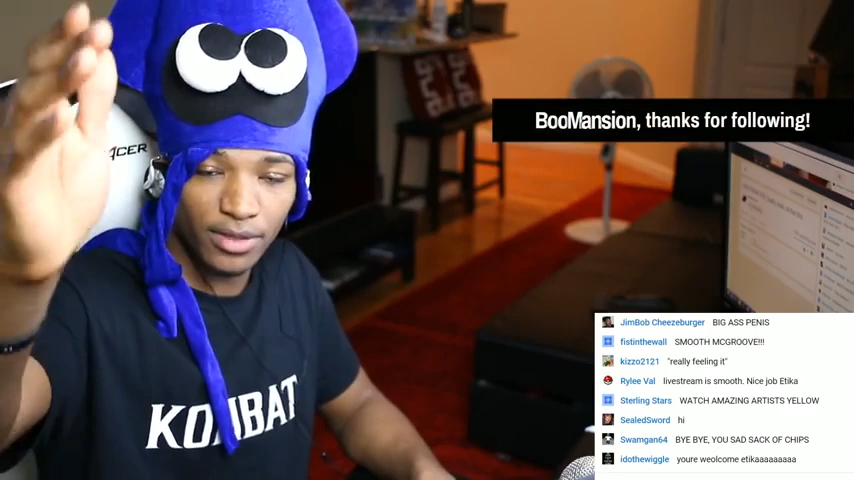 BooMansion, thanks for following!
ACER
KOMBAT
JimBob Cheezeburger BIG ASS PENIS
fistinthewall SMOOTH MCGROOVE!!!
kizzo2121 "really feeling it"
Rylee Val livestream is smooth. Nice job Etika
Sterling Stars WATCH AMAZING ARTISTS YELLOW
SealedSword hi
Swamgan64 BYE BYE, YOU SAD SACK OF CHIPS
idothewiggle youre weolcome etikaaaaaaaaa